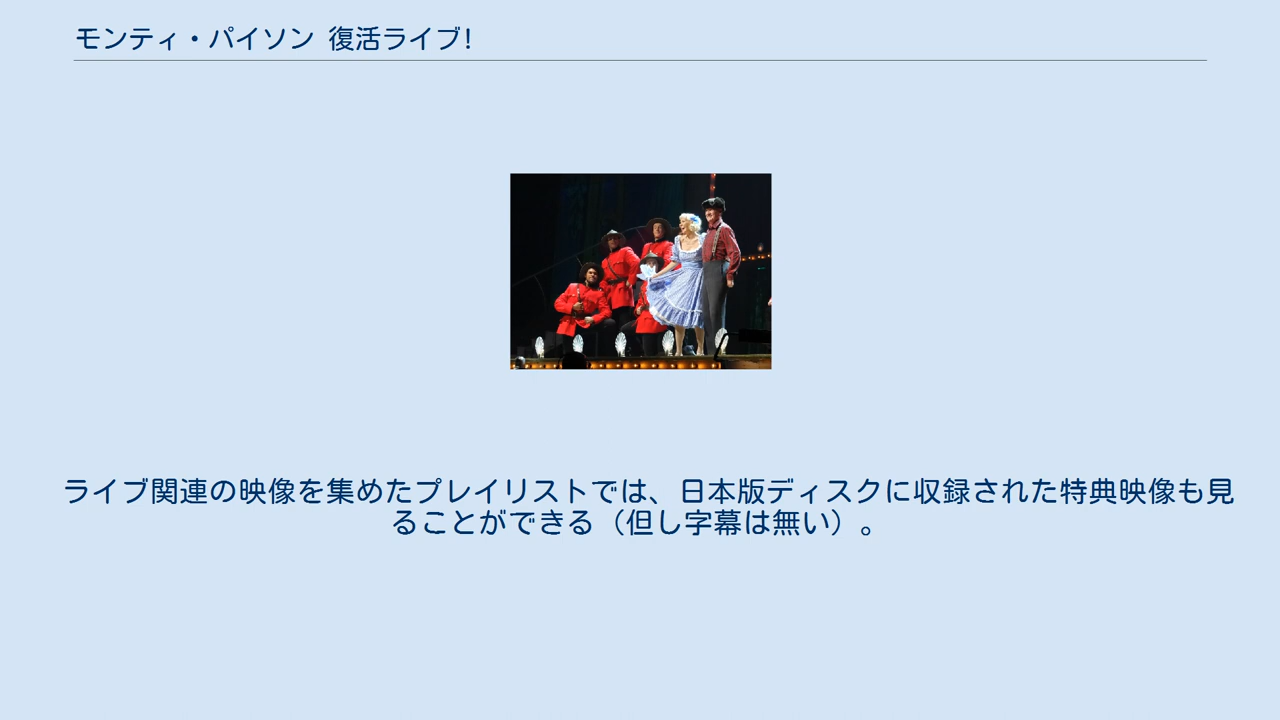 モンティ・パイソン 復活ライブ!
ライブ関連の映像を集めたプレイリストでは、日本版ディスクに収録された特典映像も見
ることができる（但し字幕は無い）。